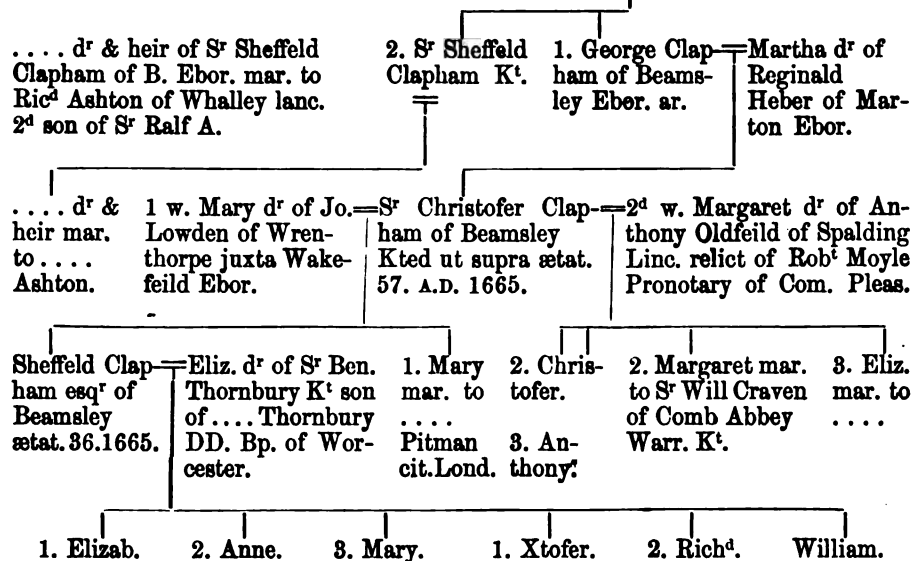 . . . . dʳ & heir of Sʳ Sheffeld
Clapham of B. Ebor. mar. to
Ricᵈ Ashton of Whalley lanc.
2ᵈ son of Sʳ Ralf A.
2. Sʳ Sheffeld
Clapham Kᵗ.
1. George Clap-
ham of Beams-
ley Ebor. ar.
Martha dʳ of
Reginald
Heber of Mar-
ton Ebor.
. . . . dʳ &
heir mar.
to . . . .
Ashton.
1 w. Mary dʳ of Jo.
Lowden of Wren-
thorpe juxta Wake-
feild Ebor.
Sʳ Christofer Clap-
ham of Beamsley
Kted ut supra ætat.
57. A.D. 1665.
2ᵈ w. Margaret dʳ of An-
thony Oldfeild of Spalding
Linc. relict of Robᵗ Moyle
Pronotary of Com. Pleas.
Sheffeld Clap-
ham esqʳ of
Beamsley
ætat. 36. 1665.
Eliz. dʳ of Sʳ Ben.
Thornbury Kᵗ son
of . . . . Thornbury
DD. Bp. of Wor-
cester.
1. Mary
mar. to
. . . .
Pitman
cit. Lond.
2. Chris-
tofer.
3. An-
thony.
2. Margaret mar.
to Sʳ Will Craven
of Comb Abbey
Warr. Kᵗ.
3. Eliz.
mar. to
. . . .
1. Elizab.
2. Anne.
3. Mary.
1. Xtofer.
2. Richᵈ.
William.